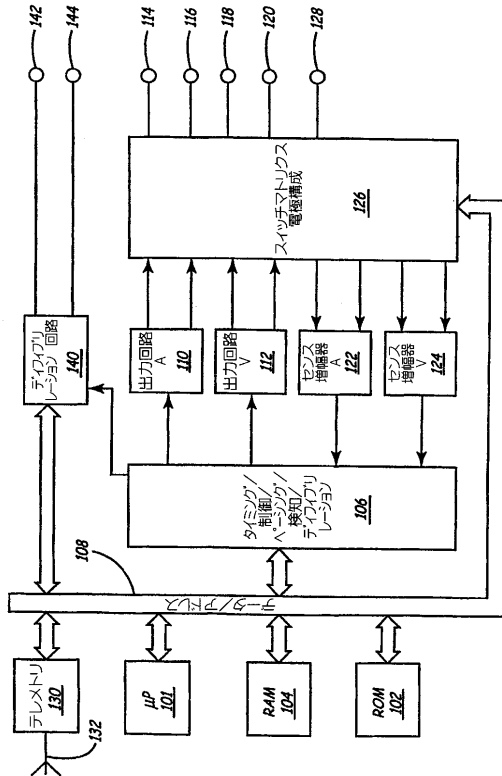 142
144
114
116
118
120
128
ディフィブリ
レーション 回路
140
出力回路
A
110
出力回路
V
112
センス
増幅器
A
122
センス
増幅器
V
124
スイッチマトリクス
電極構成
126
タイミング/
制御/
ペーシング/
検知/
ディフィブリ
レーション
106
108
データ/アドレス
テレメトリ
130
132
μP
101
RAM
104
ROM
102